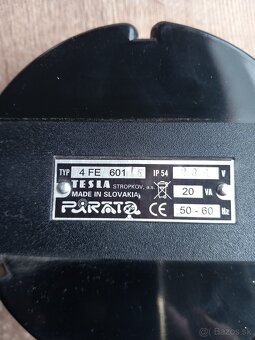 TYP 4 FE 601 IP 54 V
TESLA STROPKOV, a.s. 20 VA
MADE IN SLOVAKIA
PARATO CE 50 - 60 Hz
bazos.sk